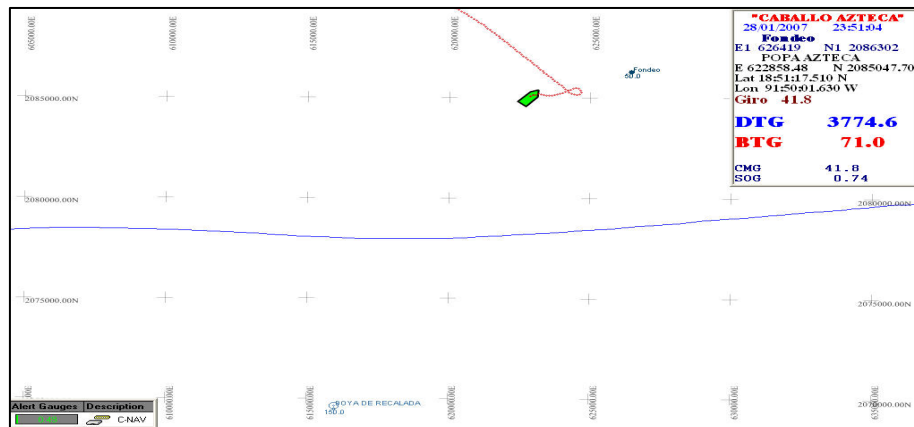 "CABALLO AZTECA"
28/01/2007 23:51:04
Fondeo
E1 626419 N1 2086302
POPA AZTECA
E 622858.48 N 2085047.70
Lat 18:51:17.510 N
Lon 91:50:01.630 W
Giro 41.8
DTG 3774.6
BTG 71.0
CMG 41.8
SOG 0.74
605000.00E
610000.00E
615000.00E
620000.00E
625000.00E
Fondeo
50.0
2085000.00N
2080000.00N
2080000.00N
2075000.00N
2075000.00N
BOYA DE RECALADA
150.0
2070000.00N
610000.00E
615000.00E
620000.00E
625000.00E
630000.00E
635000.00E
Alert Gauges Description
C-NAV